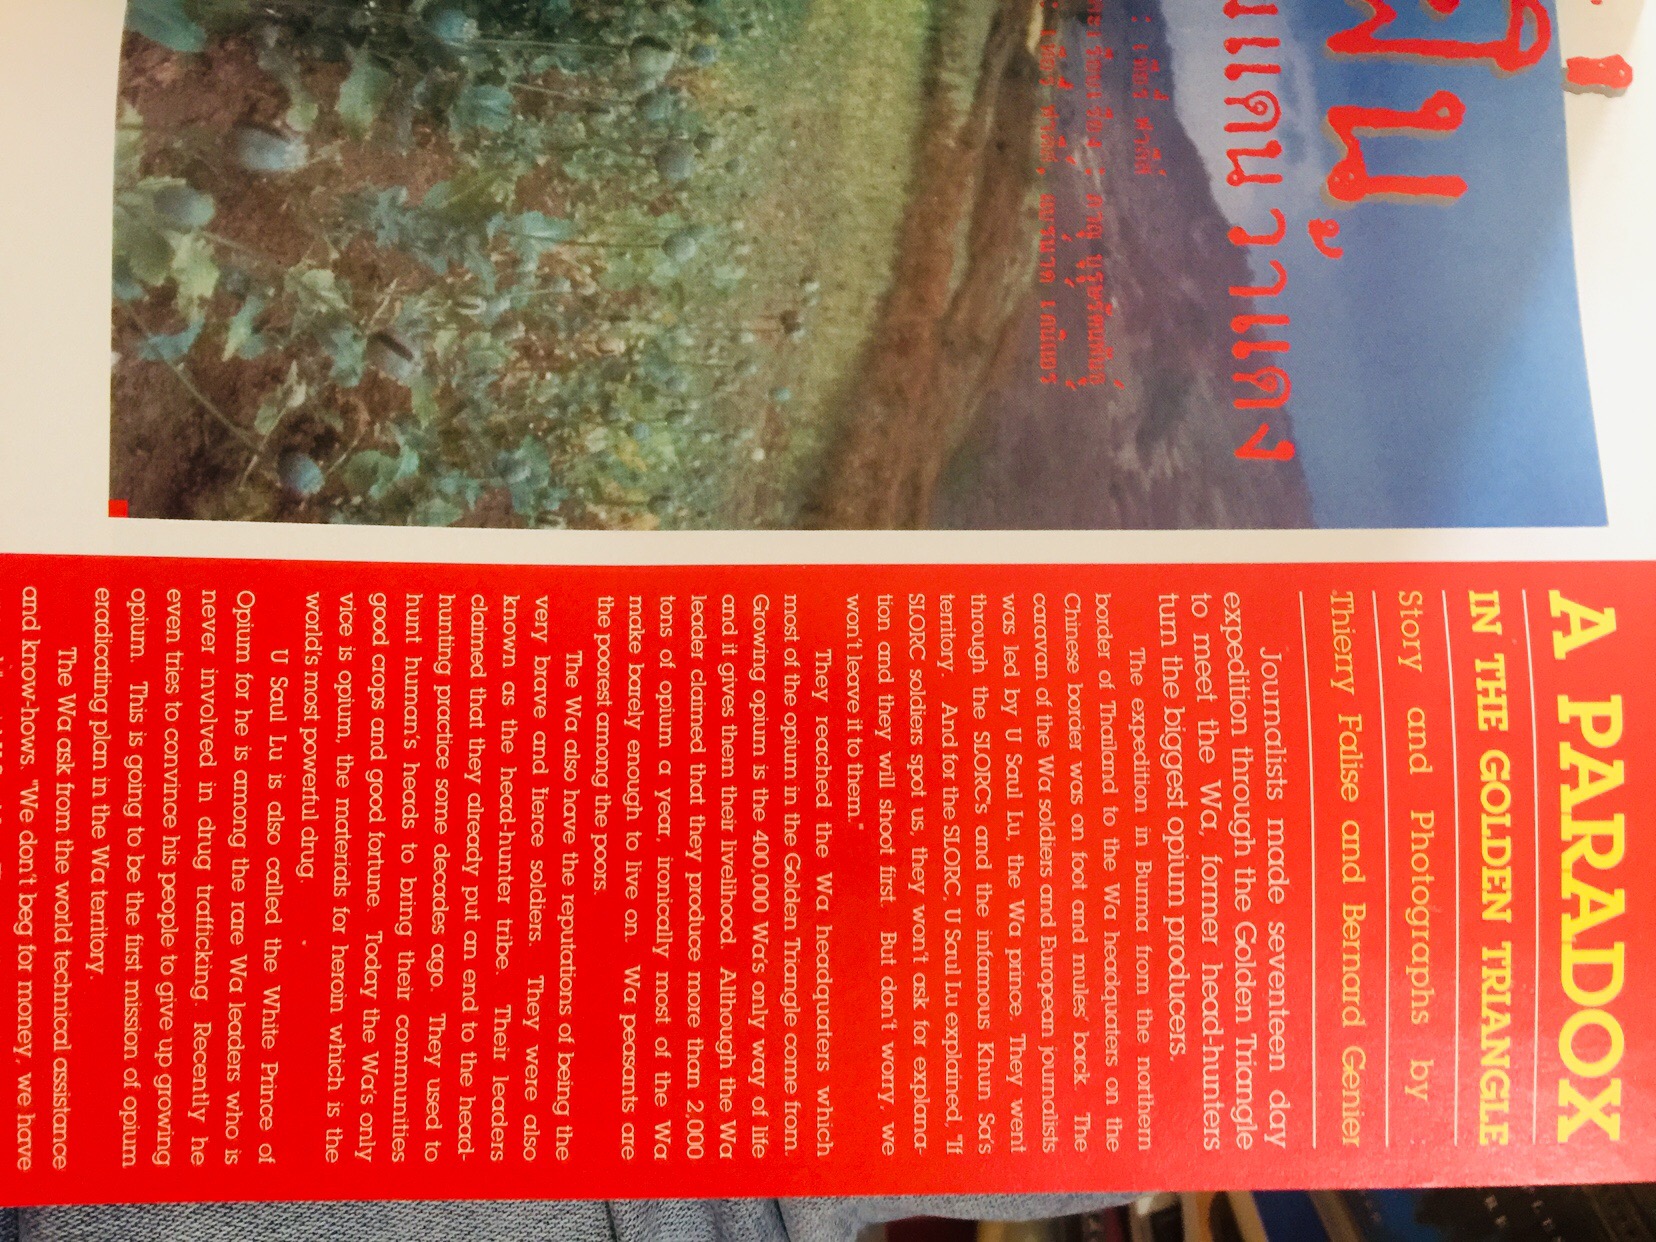 ฝิ่น
แดนว้าแดง
A PARADOX
IN THE GOLDEN TRIANGLE
Story and Photographs by :
Thierry Falise and Bernard Genier
Journalists made seventeen day
expedition through the Golden Triangle
to meet the Wa, former head-hunters
turn the biggest opium producers.
The expedition in Burma from the northern
border of Thailand to the Wa headquaters on the
Chinese border was on foot and mules' back. The
caravan of the Wa soldiers and European journalists
was led by U Saul Lu, the Wa prince. They went
through the SLORCs and the infamous Khun Sa's
territory. And for the SLORC, U Saul Lu explained, "If
SLORC soldiers spot us, they won't ask for explana-
tion and they will shoot first. But don't worry, we
won't leave it to them."
They reached the Wa headquaters which
most of the opium in the Golden Triangle come from.
Growing opium is the 400,000 Wa's only way of life
and it gives them their livelihood. Although the Wa
leader claimed that they produce more than 2,000
tons of opium a year, ironically most of the Wa
make barely enough to live on. Wa peasants are
the poorest among the poors.
The Wa also have the reputations of being the
very brave and fierce soldiers. They were also
known as the head-hunter tribe. Their leaders
claimed that they already put an end to the head-
hunting practice some decardes ago. They used to
hunt human's heads to bring their communities
good crops and good fortune. Today the Wa's only
vice is opium, the materials for heroin which is the
world's most powerful drug.
U Saul Lu is also called the White Prince of
Opium for he is among the rare Wa leaders who is
never involved in drug trafficking. Recently he
even tries to convince his people to give up growing
opium. This is going to be the first mission of opium
eradicating plan in the Wa territory.
The Wa ask from the world technical assistance
and know-hows. "We don't beg for money, we have